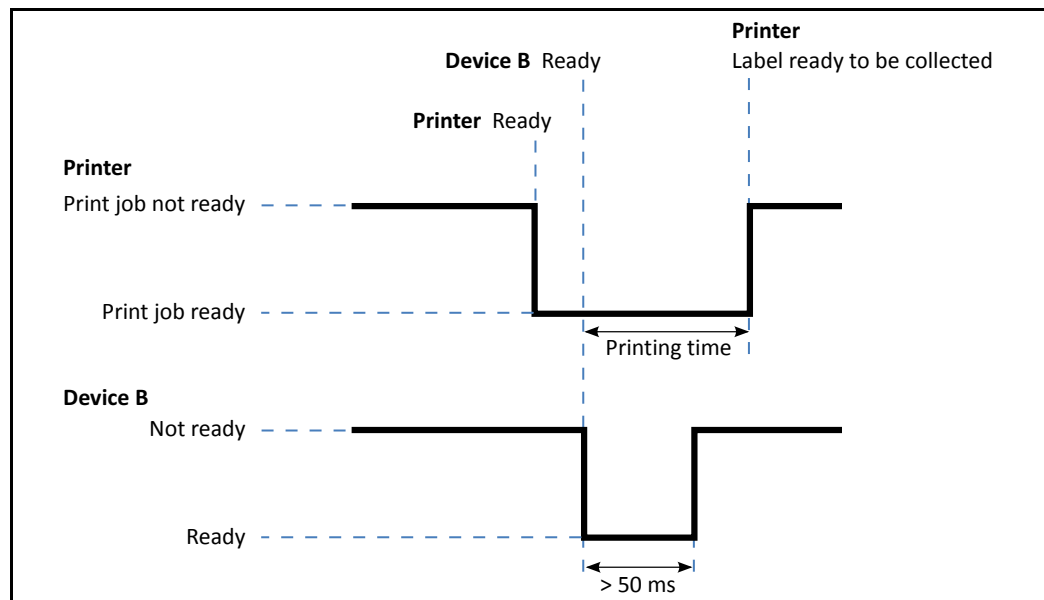 Printer
Label ready to be collected
Device B Ready
Printer Ready
Printer
Print job not ready
Print job ready
Printing time
Device B
Not ready
Ready
> 50 ms